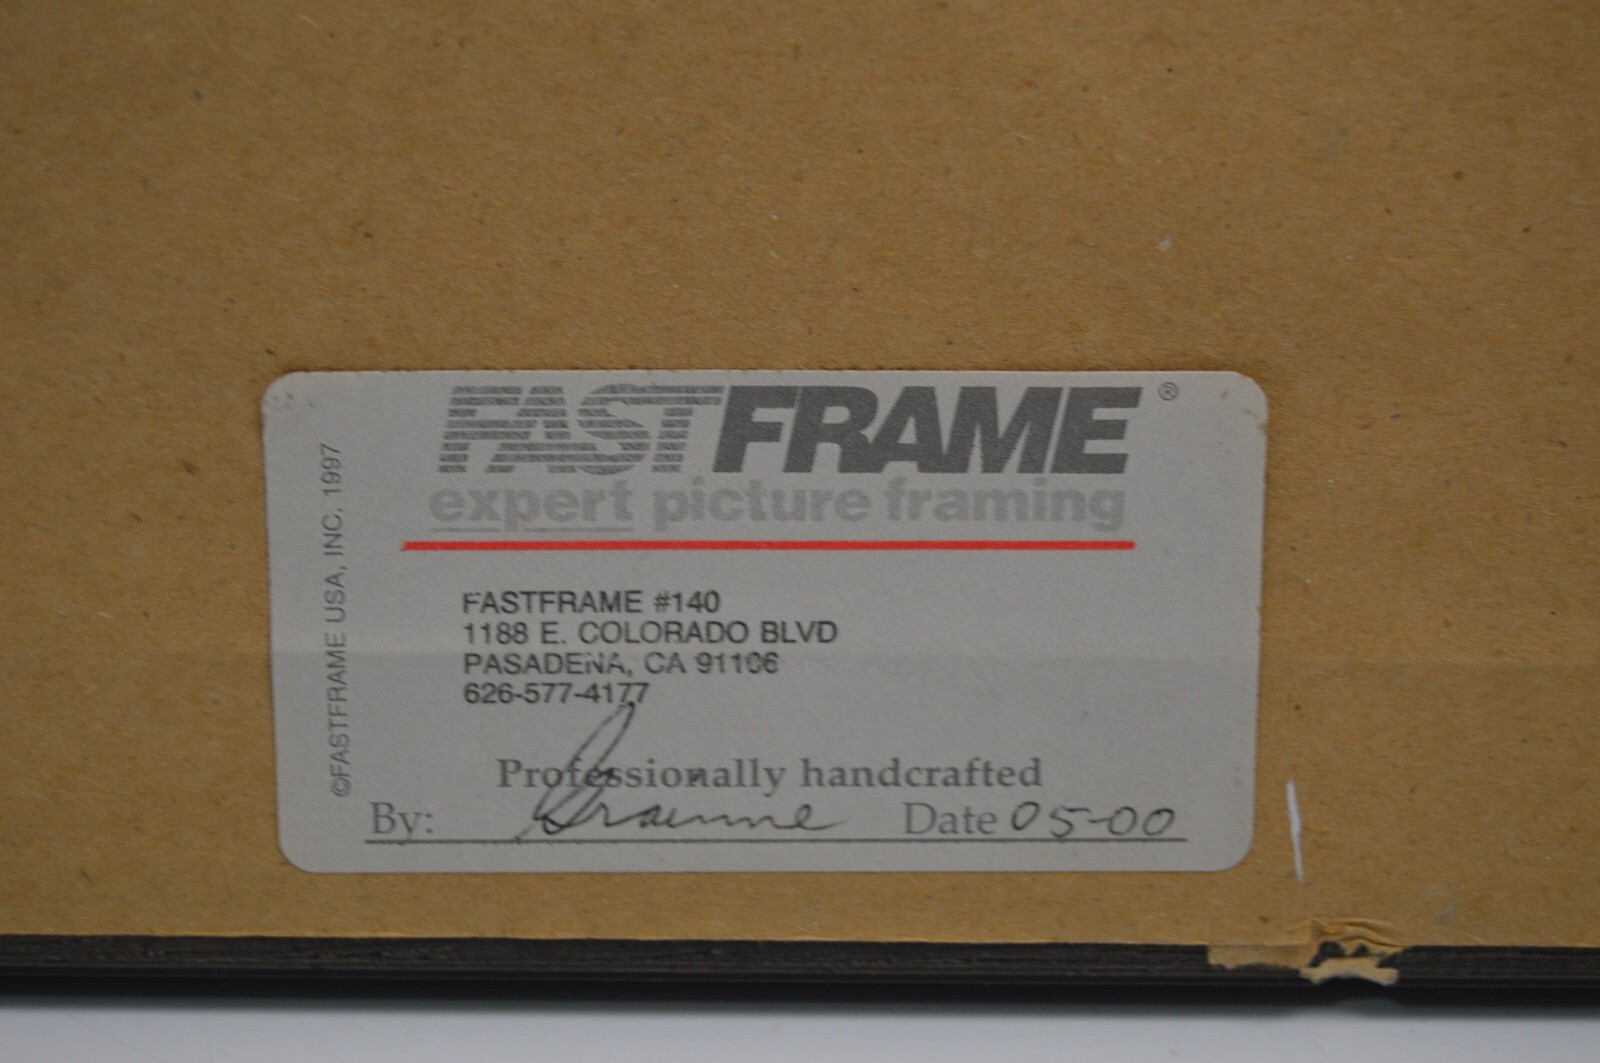 FASTFRAME®
expert picture framing
FASTFRAME #140
1188 E. COLORADO BLVD
PASADENA, CA 91106
626-577-4177
Professionally handcrafted
By: Date 05-00
©FASTFRAME USA, INC. 1997